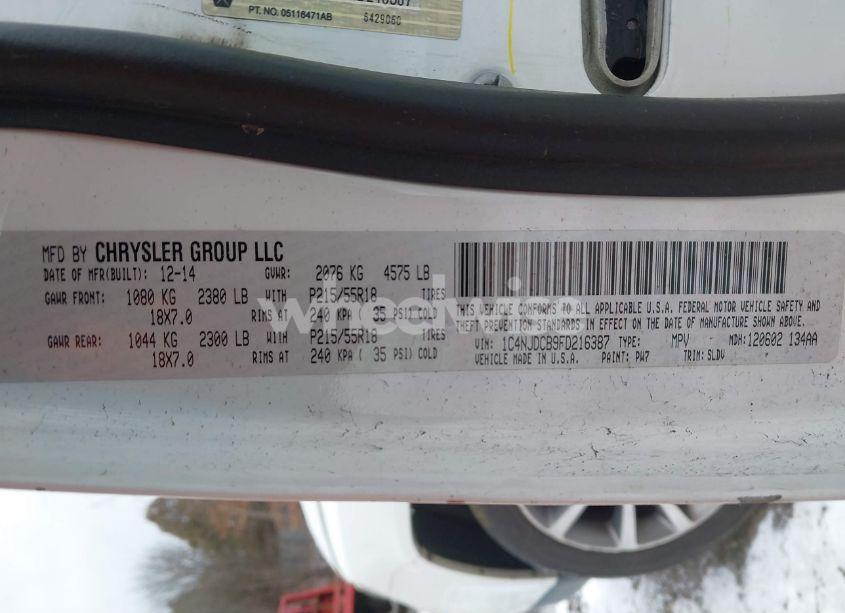 PT. NO. 05116471AB 6429060
MFD BY CHRYSLER GROUP LLC
DATE OF MFR(BUILT): 12-14 GVWR: 2076 KG 4575 LB
GAWR FRONT: 1080 KG 2380 LB WITH P215/55R18 TIRES
18X7.0 RIMS AT 240 KPA ( 35 PSI) COLD
GAWR REAR: 1044 KG 2300 LB WITH P215/55R18 TIRES
18X7.0 RIMS AT 240 KPA ( 35 PSI) COLD
THIS VEHICLE CONFORMS TO ALL APPLICABLE U.S.A. FEDERAL MOTOR VEHICLE SAFETY AND
THEFT PREVENTION STANDARDS IN EFFECT ON THE DATE OF MANUFACTURE SHOWN ABOVE.
VIN: 1C4NJDCB9FD216387 TYPE: MPV MDH: 120602 134AA
VEHICLE MADE IN U.S.A. PAINT: PW7 TRIM: SLDV